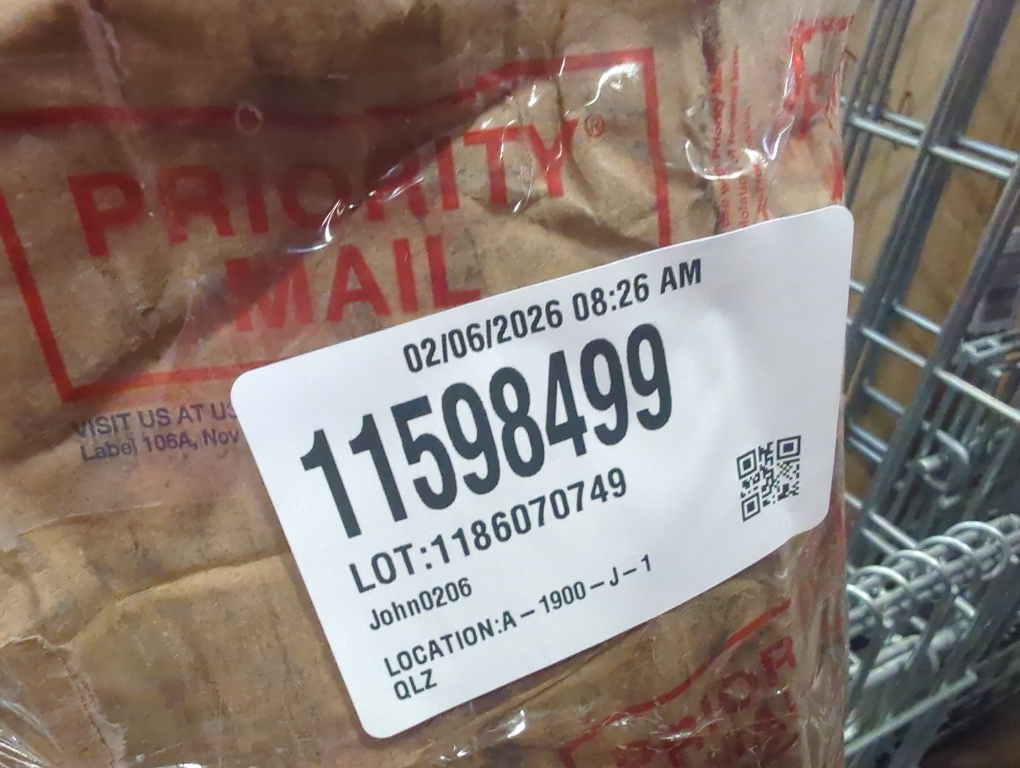 PRIORITY®
MAIL
VISIT US AT US
Label 106A, Nov
02/06/2026 08:26 AM
11598499
LOT:1186070749
John0206
LOCATION:A-1900-J-1
QLZ
PRIOR